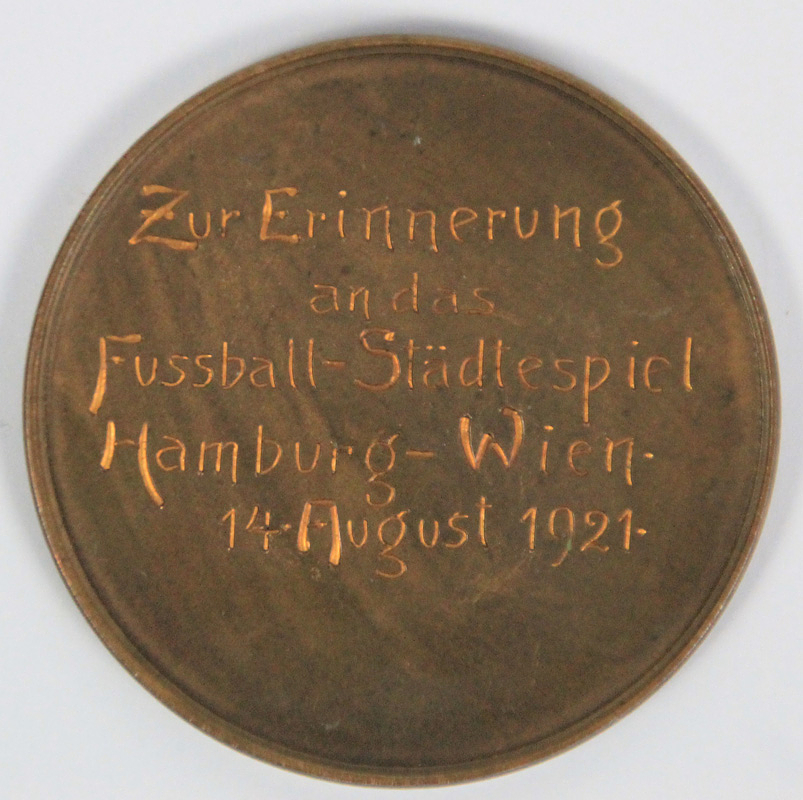 Zur Erinnerung
an das
Fussball-Städtespiel
Hamburg - Wien.
14. August 1921.